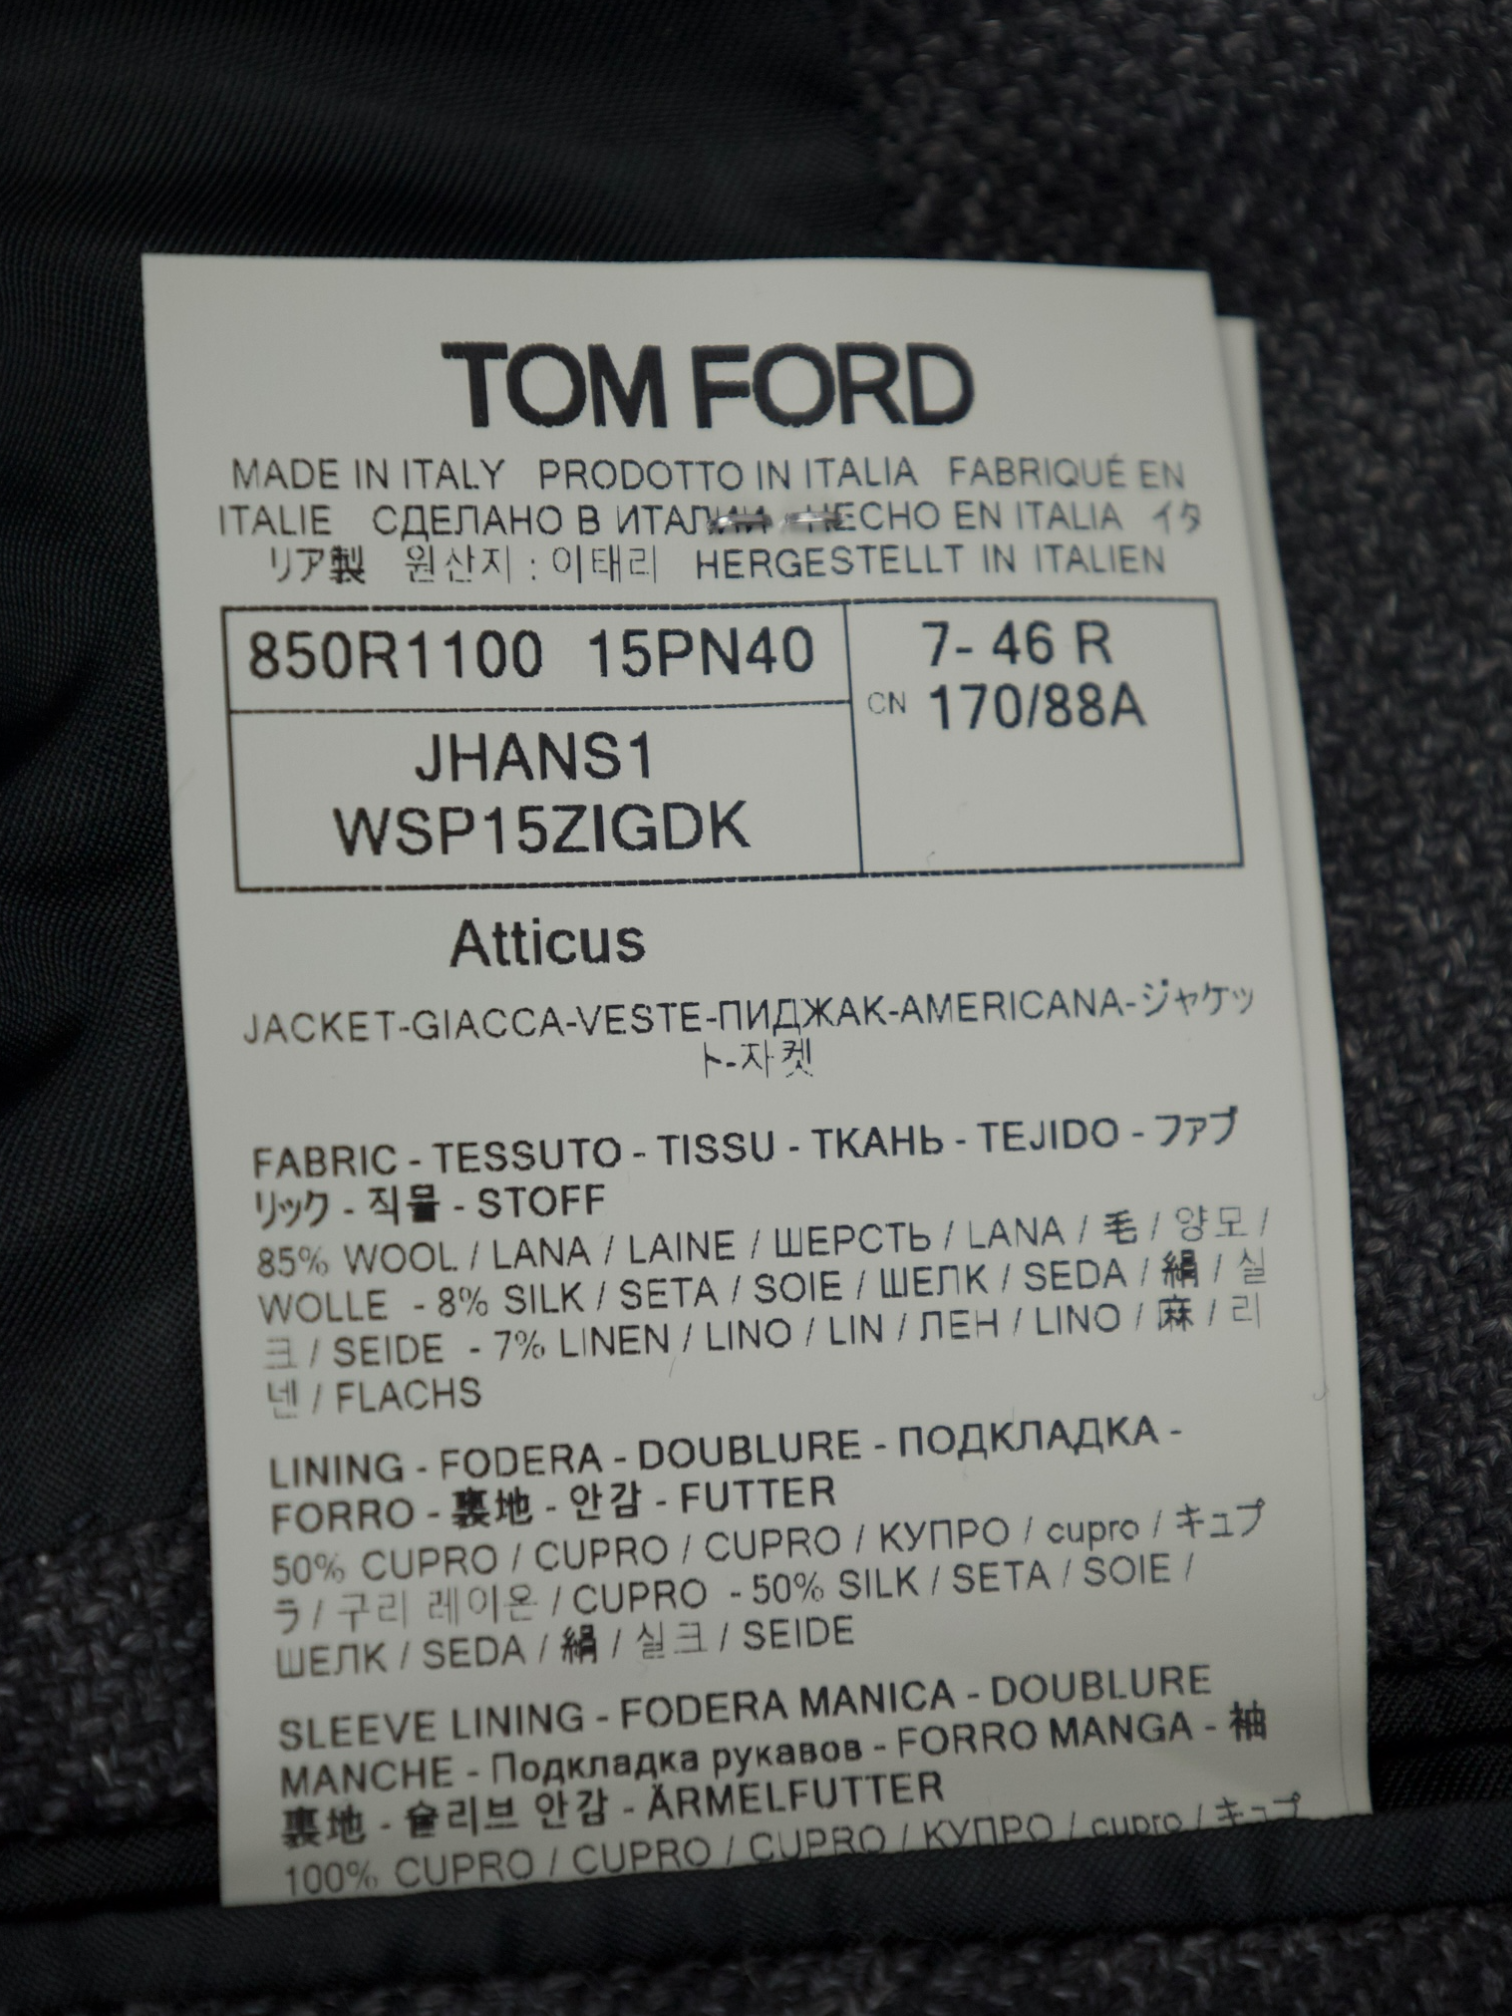 TOM FORD
MADE IN ITALY PRODOTTO IN ITALIA FABRIQUÉ EN
ITALIE СДЕЛАНО В ИТАЛИИ HECHO EN ITALIA イタ
リア製 원산지 : 이태리 HERGESTELLT IN ITALIEN
850R1100 15PN40
7- 46 R
CN 170/88A
JHANS1
WSP15ZIGDK
Atticus
JACKET-GIACCA-VESTE-ПИДЖАК-AMERICANA-ジャケッ
ト-자켓
FABRIC - TESSUTO - TISSU - ТКАНЬ - TEJIDO - ファブ
リック - 직물 - STOFF
85% WOOL / LANA / LAINE / ШЕРСТЬ / LANA / 毛 / 양모 /
WOLLE - 8% SILK / SETA / SOIE / ШЕЛК / SEDA / 絹 / 실
크 / SEIDE - 7% LINEN / LINO / LIN / ЛЕН / LINO / 麻 / 리
넨 / FLACHS
LINING - FODERA - DOUBLURE - ПОДКЛАДКА -
FORRO - 裏地 - 안감 - FUTTER
50% CUPRO / CUPRO / CUPRO / КУПРО / cupro / キュプ
ラ / 구리 레이온 / CUPRO - 50% SILK / SETA / SOIE /
ШЕЛК / SEDA / 絹 / 실크 / SEIDE
SLEEVE LINING - FODERA MANICA - DOUBLURE
MANCHE - Подкладка рукавов - FORRO MANGA - 袖
裏地 - 슬리브 안감 - ÄRMELFUTTER
100% CUPRO / CUPRO / CUPRO / КУПРО / cupro / キュプ